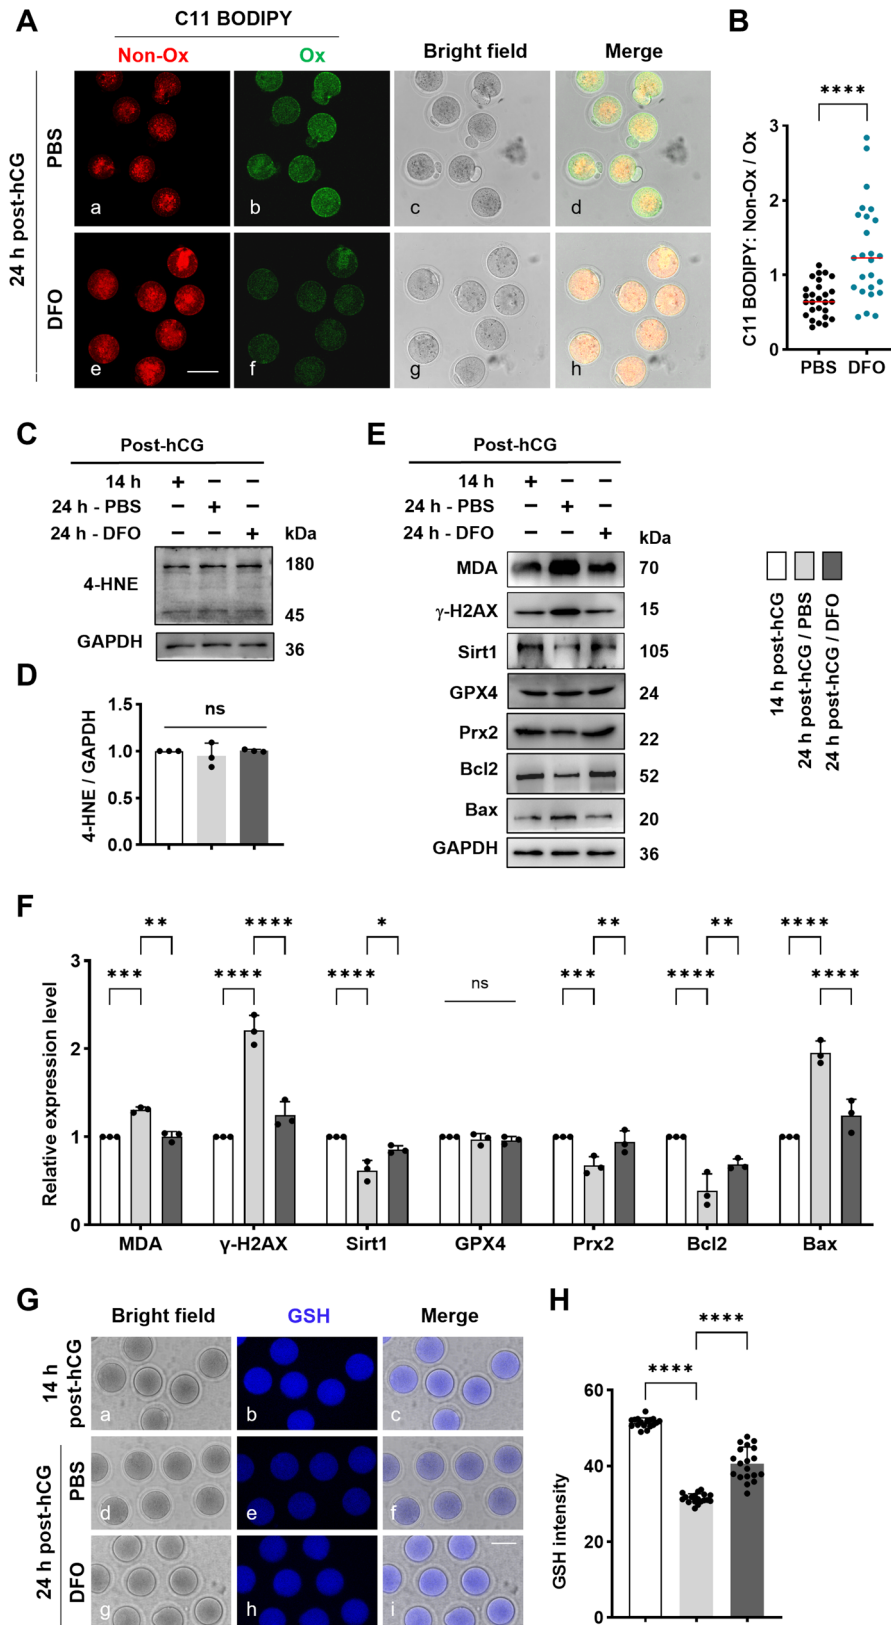 A
C11 BODIPY
Non-Ox
Ox
Bright field
Merge
24 h post-hCG
PBS
a
b
c
d
DFO
e
f
g
h
B
****
C11 BODIPY: Non-Ox / Ox
3
2
1
0
PBS
DFO
C
Post-hCG
14 h + − −
24 h - PBS − + −
24 h - DFO − − + kDa
4-HNE
180
45
GAPDH 36
D
4-HNE / GAPDH
ns
1.5
1.0
0.5
0.0
E
Post-hCG
14 h + − −
24 h - PBS − + −
24 h - DFO − − + kDa
MDA 70
γ-H2AX 15
Sirt1 105
GPX4 24
Prx2 22
Bcl2 52
Bax 20
GAPDH 36
14 h post-hCG
24 h post-hCG / PBS
24 h post-hCG / DFO
F
Relative expression level
** **** * ** ** ****
*** **** **** ns *** **** ****
3
2
1
0
MDA γ-H2AX Sirt1 GPX4 Prx2 Bcl2 Bax
G
Bright field
GSH
Merge
14 h
post-hCG
a
b
c
24 h post-hCG
PBS
d
e
f
DFO
g
h
i
H
****
****
GSH intensity
60
40
20
0